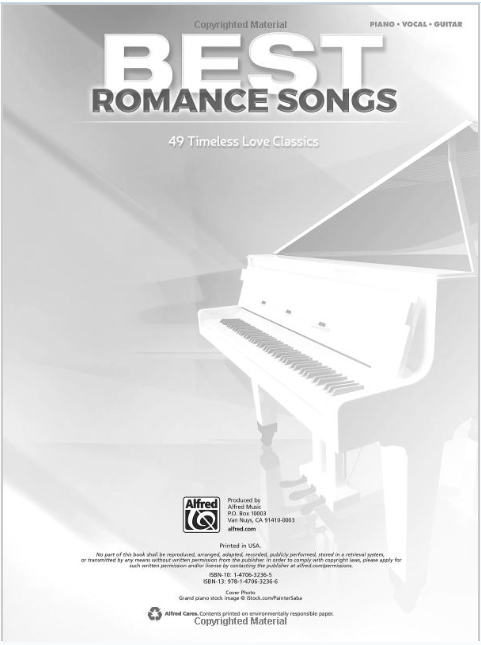 Copyrighted Material
PIANO • VOCAL • GUITAR
BEST
ROMANCE SONGS
49 Timeless Love Classics
Alfred
Produced by
Alfred Music
P.O. Box 10003
Van Nuys, CA 91410-0003
alfred.com
Printed in USA.
No part of this book shall be reproduced, arranged, adapted, recorded, publicly performed, stored in a retrieval system,
or transmitted by any means without written permission from the publisher. In order to comply with copyright laws, please apply for
such written permission and/or license by contacting the publisher at alfred.com/permissions.
ISBN-10: 1-4706-3236-5
ISBN-13: 978-1-4706-3236-6
Cover Photo
Grand piano stock image © iStock.com/PainterSaba
Alfred Cares. Contents printed on environmentally responsible paper.
Copyrighted Material